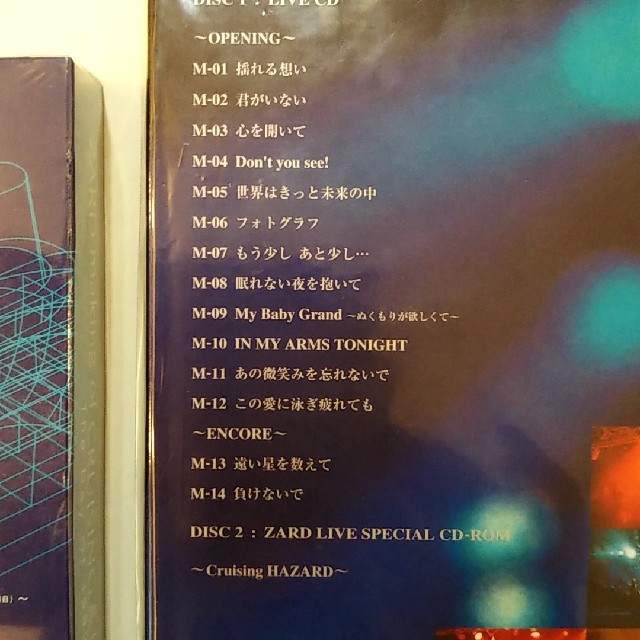 DISC 1 : LIVE CD
～OPENING～
M-01 揺れる想い
M-02 君がいない
M-03 心を開いて
M-04 Don't you see!
M-05 世界はきっと未来の中
M-06 フォトグラフ
M-07 もう少し あと少し…
M-08 眠れない夜を抱いて
M-09 My Baby Grand ～ぬくもりが欲しくて～
M-10 IN MY ARMS TONIGHT
M-11 あの微笑みを忘れないで
M-12 この愛に泳ぎ疲れても
～ENCORE～
M-13 遠い星を数えて
M-14 負けないで
DISC 2 : ZARD LIVE SPECIAL CD-ROM
～Cruising HAZARD～